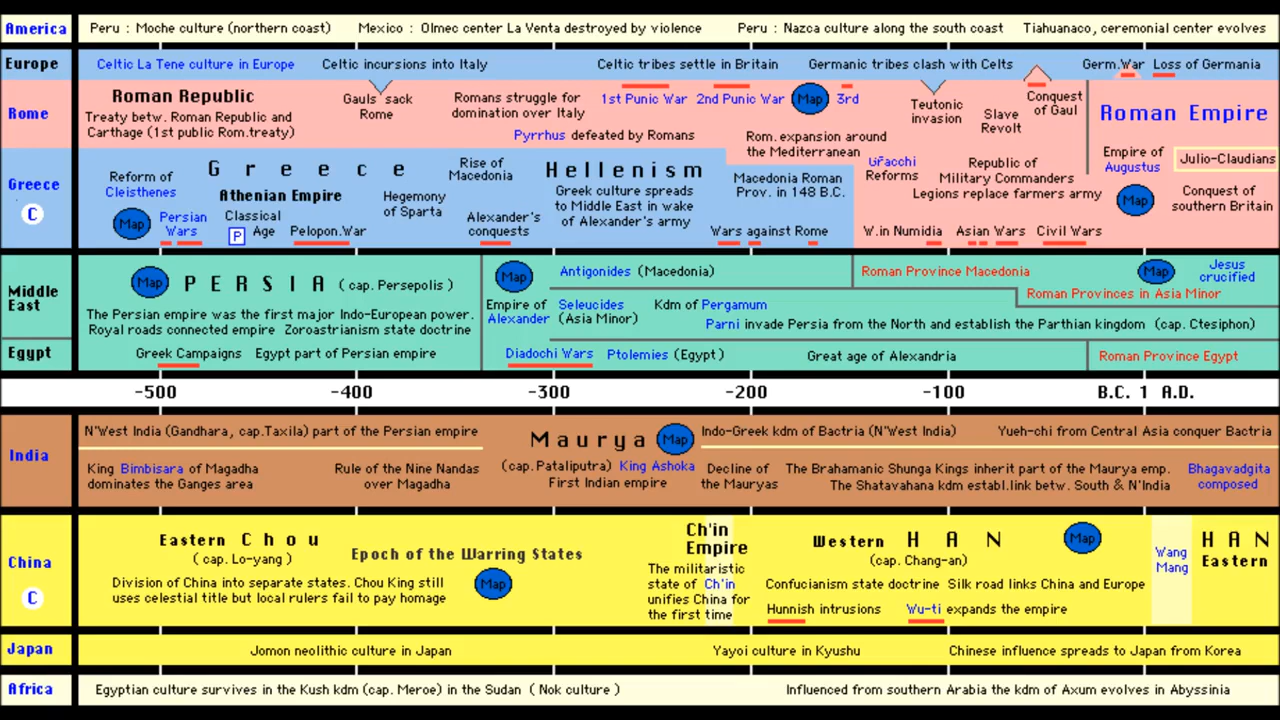 America
Peru : Moche culture (northern coast)
Mexico : Olmec center La Venta destroyed by violence
Peru : Nazca culture along the south coast
Tiahuanaco, ceremonial center evolves
Europe
Celtic La Tene culture in Europe
Celtic incursions into Italy
Celtic tribes settle in Britain
Germanic tribes clash with Celts
Germ.War
Loss of Germania
Rome
Roman Republic
Treaty betw. Roman Republic and
Carthage (1st public Rom.treaty)
Gauls' sack
Rome
Romans struggle for
domination over Italy
Pyrrhus defeated by Romans
1st Punic War
2nd Punic War
Map
3rd
Rom. expansion around
the Mediterranean
Teutonic
invasion
Slave
Revolt
Conquest
of Gaul
Roman Empire
Empire of
Augustus
Julio-Claudians
Greece
C
Reform of
Cleisthenes
Map
Persian
Wars
G r e e c e
Athenian Empire
Classical
P
Age
Pelopon.War
Hegemony
of Sparta
Rise of
Macedonia
Alexander's
conquests
Hellenism
Greek culture spreads
to Middle East in wake
of Alexander's army
Macedonia Roman
Prov. in 148 B.C.
Wars against Rome
Gracchi
Reforms
Republic of
Military Commanders
Legions replace farmers army
W.in Numidia
Asian Wars
Civil Wars
Map
Conquest of
southern Britain
Middle
East
Map
P E R S I A
( cap. Persepolis )
The Persian empire was the first major Indo-European power.
Royal roads connected empire Zoroastrianism state doctrine
Map
Empire of
Alexander
Antigonides (Macedonia)
Seleucides
(Asia Minor)
Kdm of Pergamum
Parni invade Persia from the North and establish the Parthian kingdom (cap. Ctesiphon)
Roman Province Macedonia
Roman Provinces in Asia Minor
Map
Jesus
crucified
Egypt
Greek Campaigns
Egypt part of Persian empire
Diadochi Wars
Ptolemies (Egypt)
Great age of Alexandria
Roman Province Egypt
-500
-400
-300
-200
-100
B.C. 1 A.D.
India
N'West India (Gandhara, cap.Taxila) part of the Persian empire
King Bimbisara of Magadha
dominates the Ganges area
Rule of the Nine Nandas
over Magadha
Maurya
Map
(cap. Pataliputra) King Ashoka
First Indian empire
Indo-Greek kdm of Bactria (N'West India)
Yueh-chi from Central Asia conquer Bactria
Decline of
the Mauryas
The Brahamanic Shunga Kings inherit part of the Maurya emp.
The Shatavahana kdm establ.link betw. South & N'India
Bhagavadgita
composed
China
C
Eastern Chou
( cap. Lo-yang )
Epoch of the Warring States
Division of China into separate states. Chou King still
uses celestial title but local rulers fail to pay homage
Map
Ch'in
Empire
The militaristic
state of Ch'in
unifies China for
the first time
Western H A N
(cap. Chang-an)
Map
Confucianism state doctrine
Silk road links China and Europe
Hunnish intrusions
Wu-ti expands the empire
Wang
Mang
H A N
Eastern
Japan
Jomon neolithic culture in Japan
Yayoi culture in Kyushu
Chinese influence spreads to Japan from Korea
Africa
Egyptian culture survives in the Kush kdm (cap. Meroe) in the Sudan ( Nok culture )
Influenced from southern Arabia the kdm of Axum evolves in Abyssinia